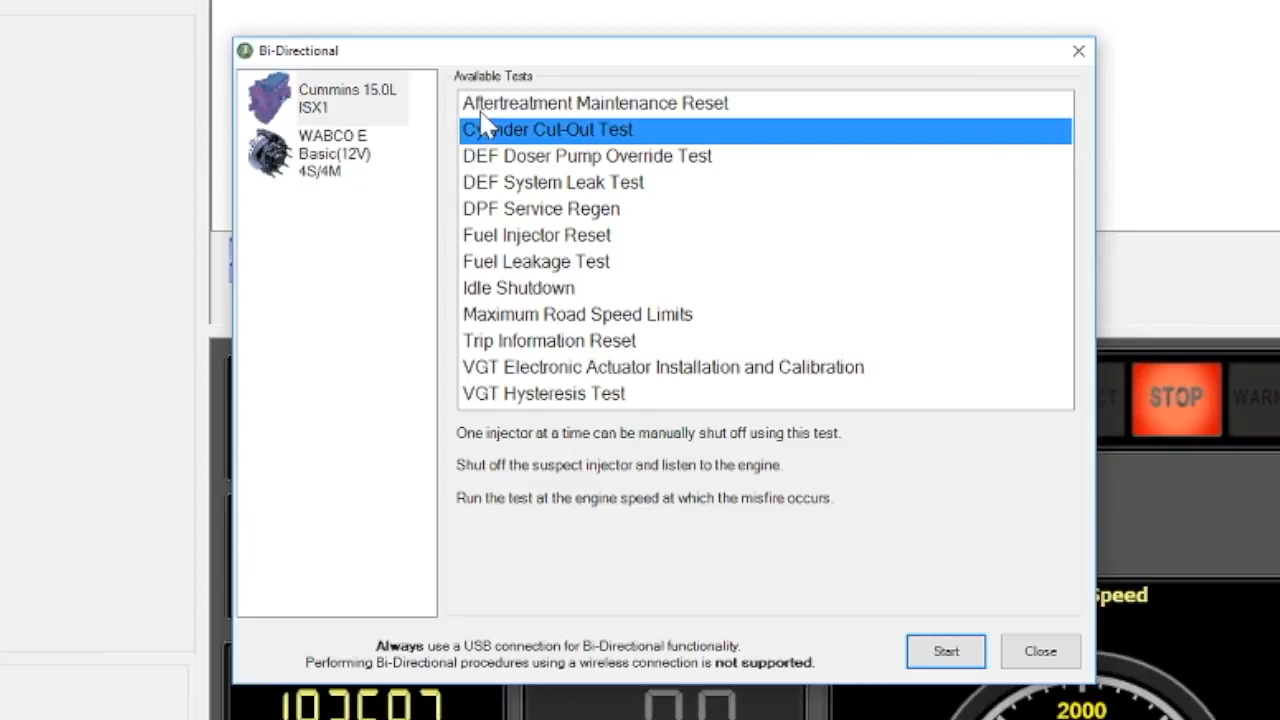 Bi-Directional
Cummins 15.0L
ISX1
WABCO E
Basic(12V)
4S/4M
Available Tests
Aftertreatment Maintenance Reset
Cylinder Cut-Out Test
DEF Doser Pump Override Test
DEF System Leak Test
DPF Service Regen
Fuel Injector Reset
Fuel Leakage Test
Idle Shutdown
Maximum Road Speed Limits
Trip Information Reset
VGT Electronic Actuator Installation and Calibration
VGT Hysteresis Test
One injector at a time can be manually shut off using this test.
Shut off the suspect injector and listen to the engine.
Run the test at the engine speed at which the misfire occurs.
Always use a USB connection for Bi-Directional functionality.
Performing Bi-Directional procedures using a wireless connection is not supported.
Start
Close
STOP
Speed
2000